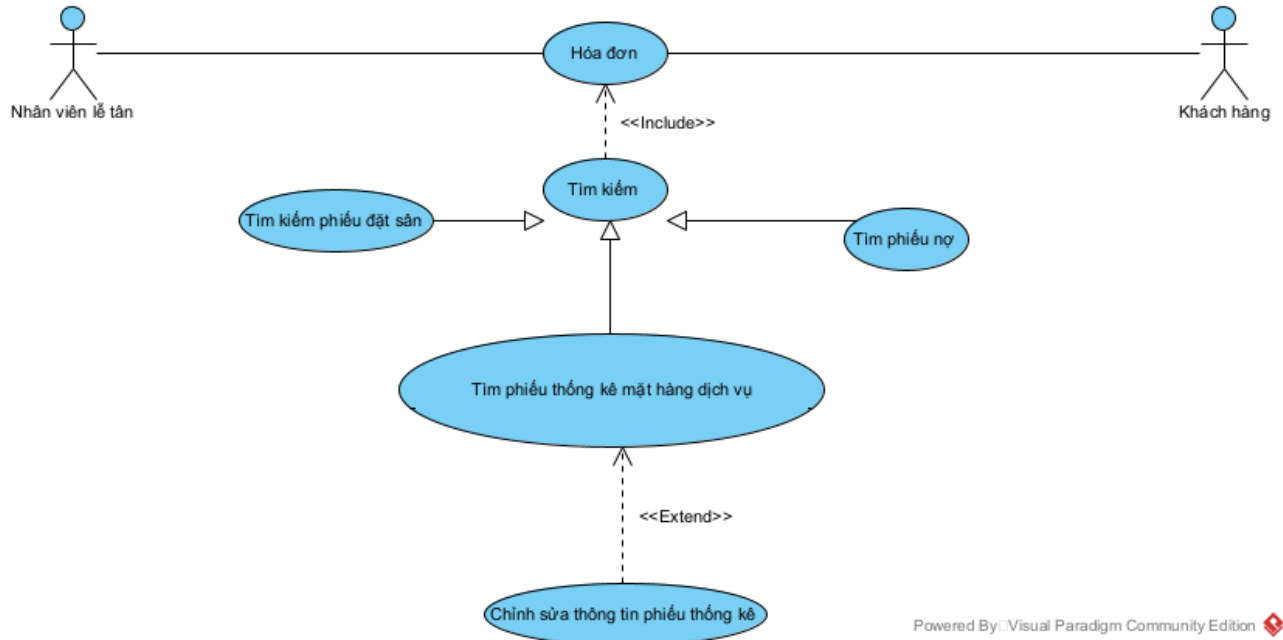 Hóa đơn
Nhân viên lễ tân
Khách hàng
<<Include>>
Tìm kiếm
Tìm kiếm phiếu đặt sân
Tìm phiếu nợ
Tìm phiếu thống kê mặt hàng dịch vụ
<<Extend>>
Chỉnh sửa thông tin phiếu thống kê
Powered By Visual Paradigm Community Edition